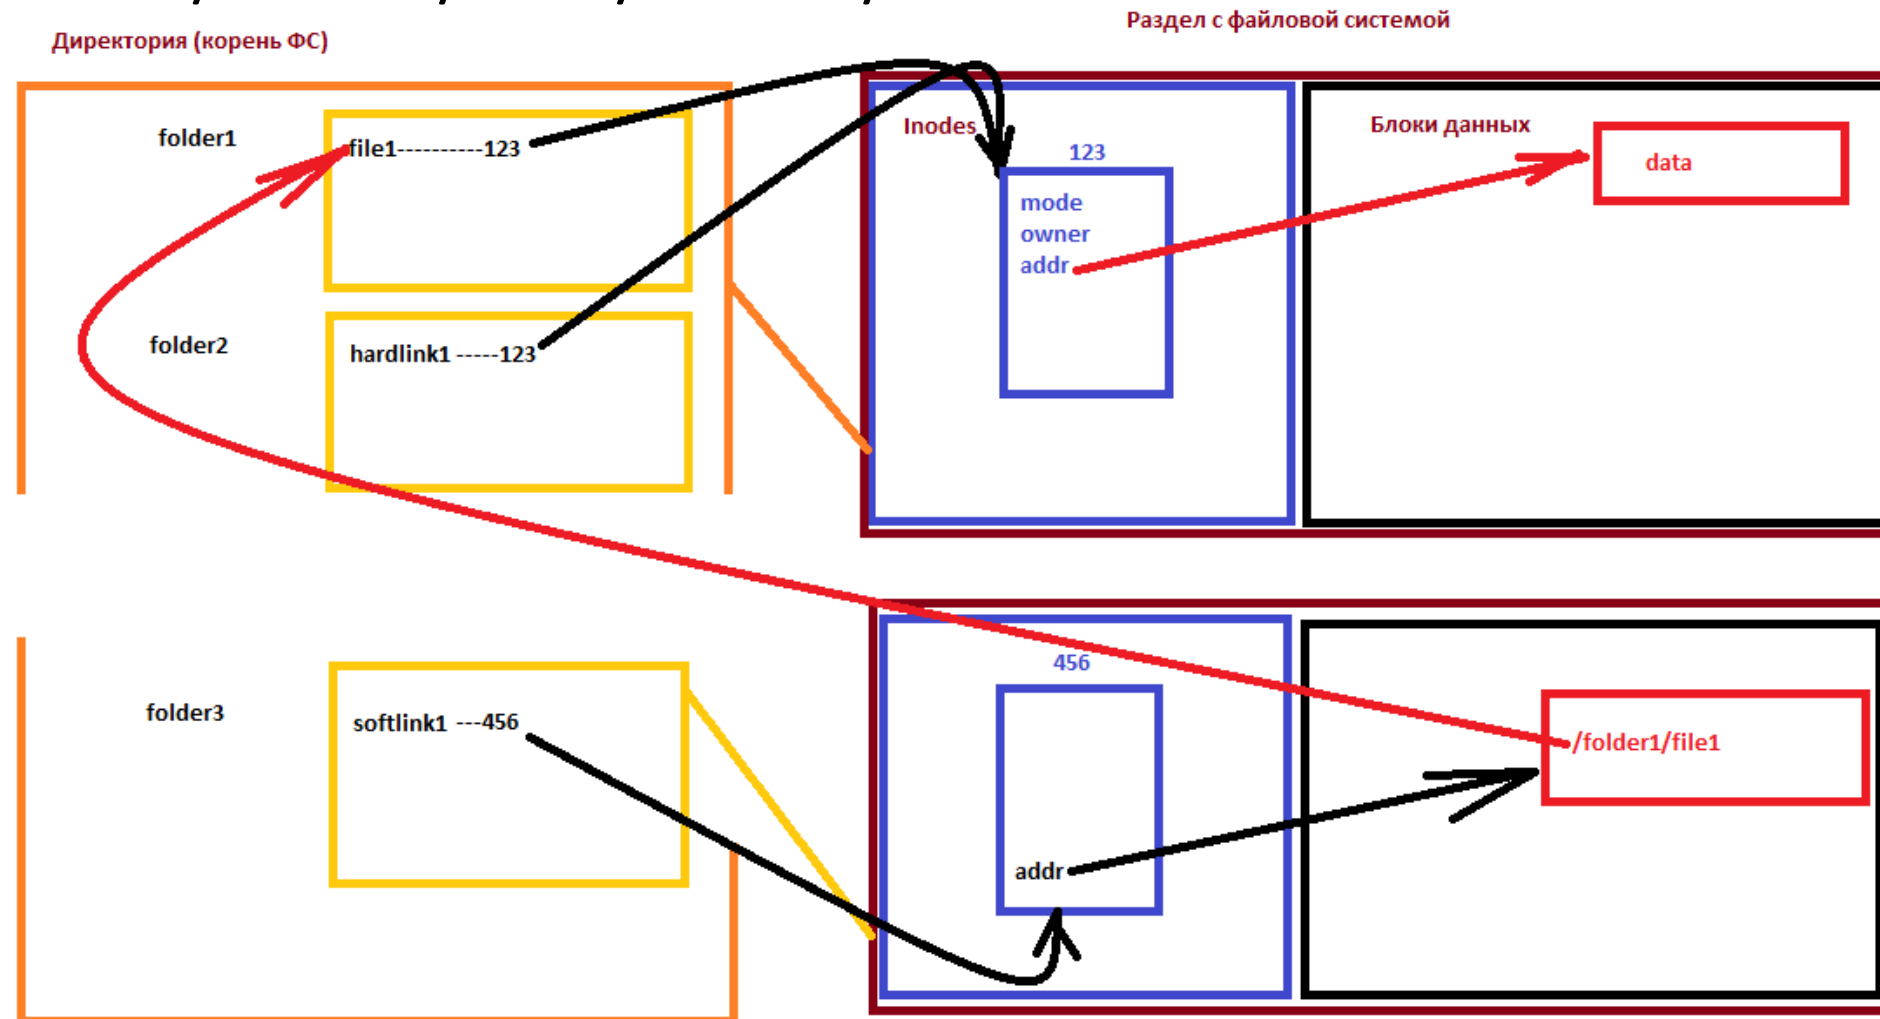 Директория (корень ФС)
Раздел с файловой системой
folder1
file1----------123
folder2
hardlink1 -----123
Inodes
123
mode
owner
addr
Блоки данных
data
folder3
softlink1 ---456
456
addr
/folder1/file1